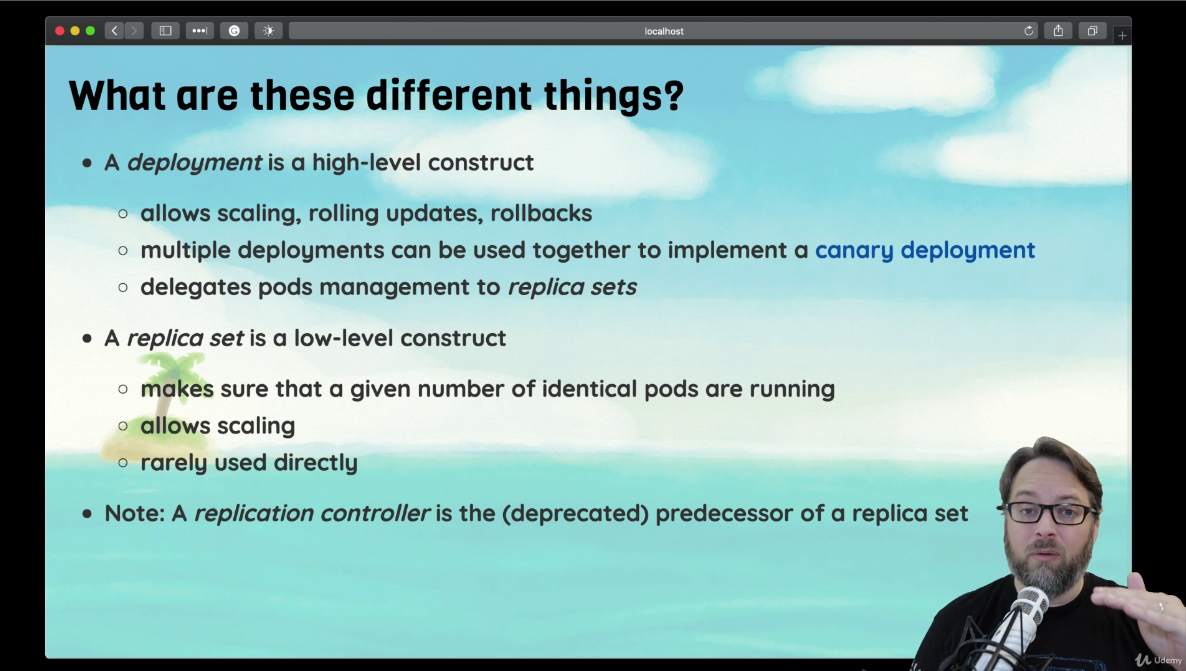 localhost
What are these different things?
• A deployment is a high-level construct
○ allows scaling, rolling updates, rollbacks
○ multiple deployments can be used together to implement a canary deployment
○ delegates pods management to replica sets
• A replica set is a low-level construct
○ makes sure that a given number of identical pods are running
○ allows scaling
○ rarely used directly
• Note: A replication controller is the (deprecated) predecessor of a replica set
Udemy